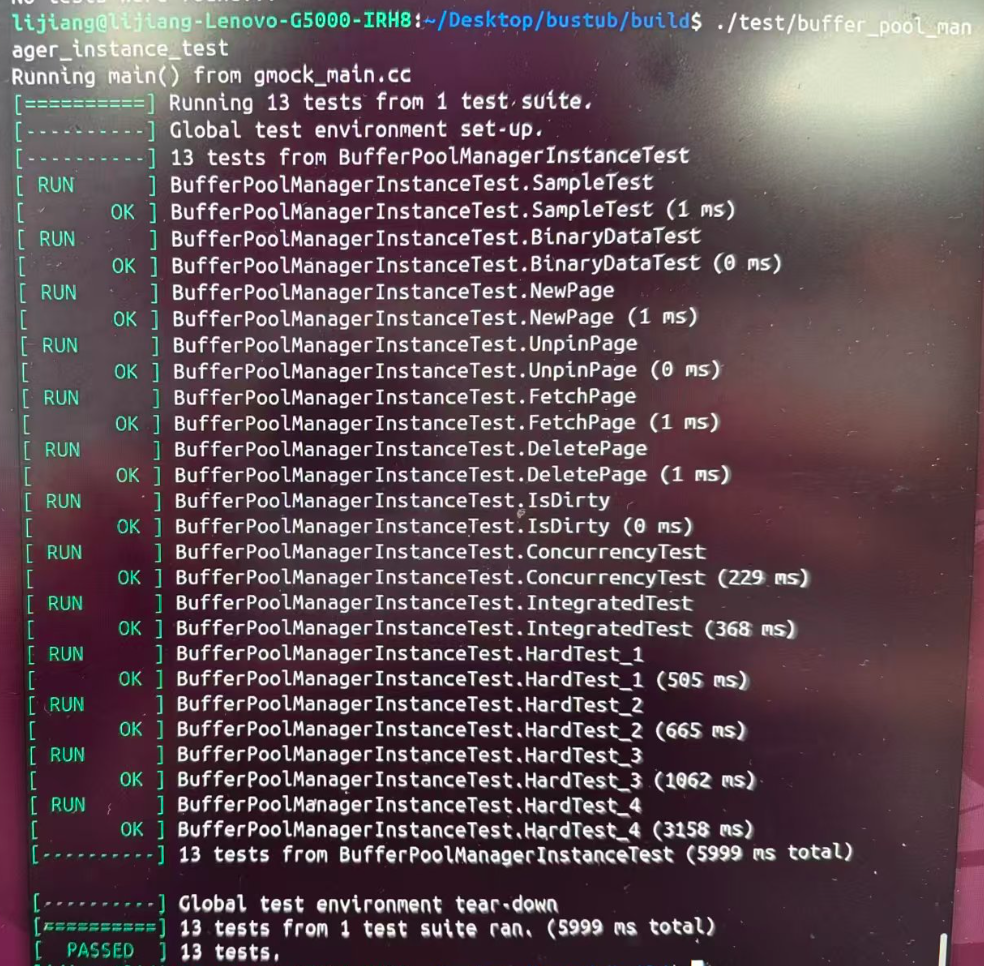 lijiang@lijiang-Lenovo-G5000-IRH8:~/Desktop/bustub/build$ ./test/buffer_pool_man
ager_instance_test
Running main() from gmock_main.cc
[==========] Running 13 tests from 1 test suite.
[----------] Global test environment set-up.
[----------] 13 tests from BufferPoolManagerInstanceTest
[ RUN      ] BufferPoolManagerInstanceTest.SampleTest
[       OK ] BufferPoolManagerInstanceTest.SampleTest (1 ms)
[ RUN      ] BufferPoolManagerInstanceTest.BinaryDataTest
[       OK ] BufferPoolManagerInstanceTest.BinaryDataTest (0 ms)
[ RUN      ] BufferPoolManagerInstanceTest.NewPage
[       OK ] BufferPoolManagerInstanceTest.NewPage (1 ms)
[ RUN      ] BufferPoolManagerInstanceTest.UnpinPage
[       OK ] BufferPoolManagerInstanceTest.UnpinPage (0 ms)
[ RUN      ] BufferPoolManagerInstanceTest.FetchPage
[       OK ] BufferPoolManagerInstanceTest.FetchPage (1 ms)
[ RUN      ] BufferPoolManagerInstanceTest.DeletePage
[       OK ] BufferPoolManagerInstanceTest.DeletePage (1 ms)
[ RUN      ] BufferPoolManagerInstanceTest.IsDirty
[       OK ] BufferPoolManagerInstanceTest.IsDirty (0 ms)
[ RUN      ] BufferPoolManagerInstanceTest.ConcurrencyTest
[       OK ] BufferPoolManagerInstanceTest.ConcurrencyTest (229 ms)
[ RUN      ] BufferPoolManagerInstanceTest.IntegratedTest
[       OK ] BufferPoolManagerInstanceTest.IntegratedTest (368 ms)
[ RUN      ] BufferPoolManagerInstanceTest.HardTest_1
[       OK ] BufferPoolManagerInstanceTest.HardTest_1 (505 ms)
[ RUN      ] BufferPoolManagerInstanceTest.HardTest_2
[       OK ] BufferPoolManagerInstanceTest.HardTest_2 (665 ms)
[ RUN      ] BufferPoolManagerInstanceTest.HardTest_3
[       OK ] BufferPoolManagerInstanceTest.HardTest_3 (1062 ms)
[ RUN      ] BufferPoolManagerInstanceTest.HardTest_4
[       OK ] BufferPoolManagerInstanceTest.HardTest_4 (3158 ms)
[----------] 13 tests from BufferPoolManagerInstanceTest (5999 ms total)
[----------] Global test environment tear-down
[==========] 13 tests from 1 test suite ran. (5999 ms total)
[  PASSED  ] 13 tests.